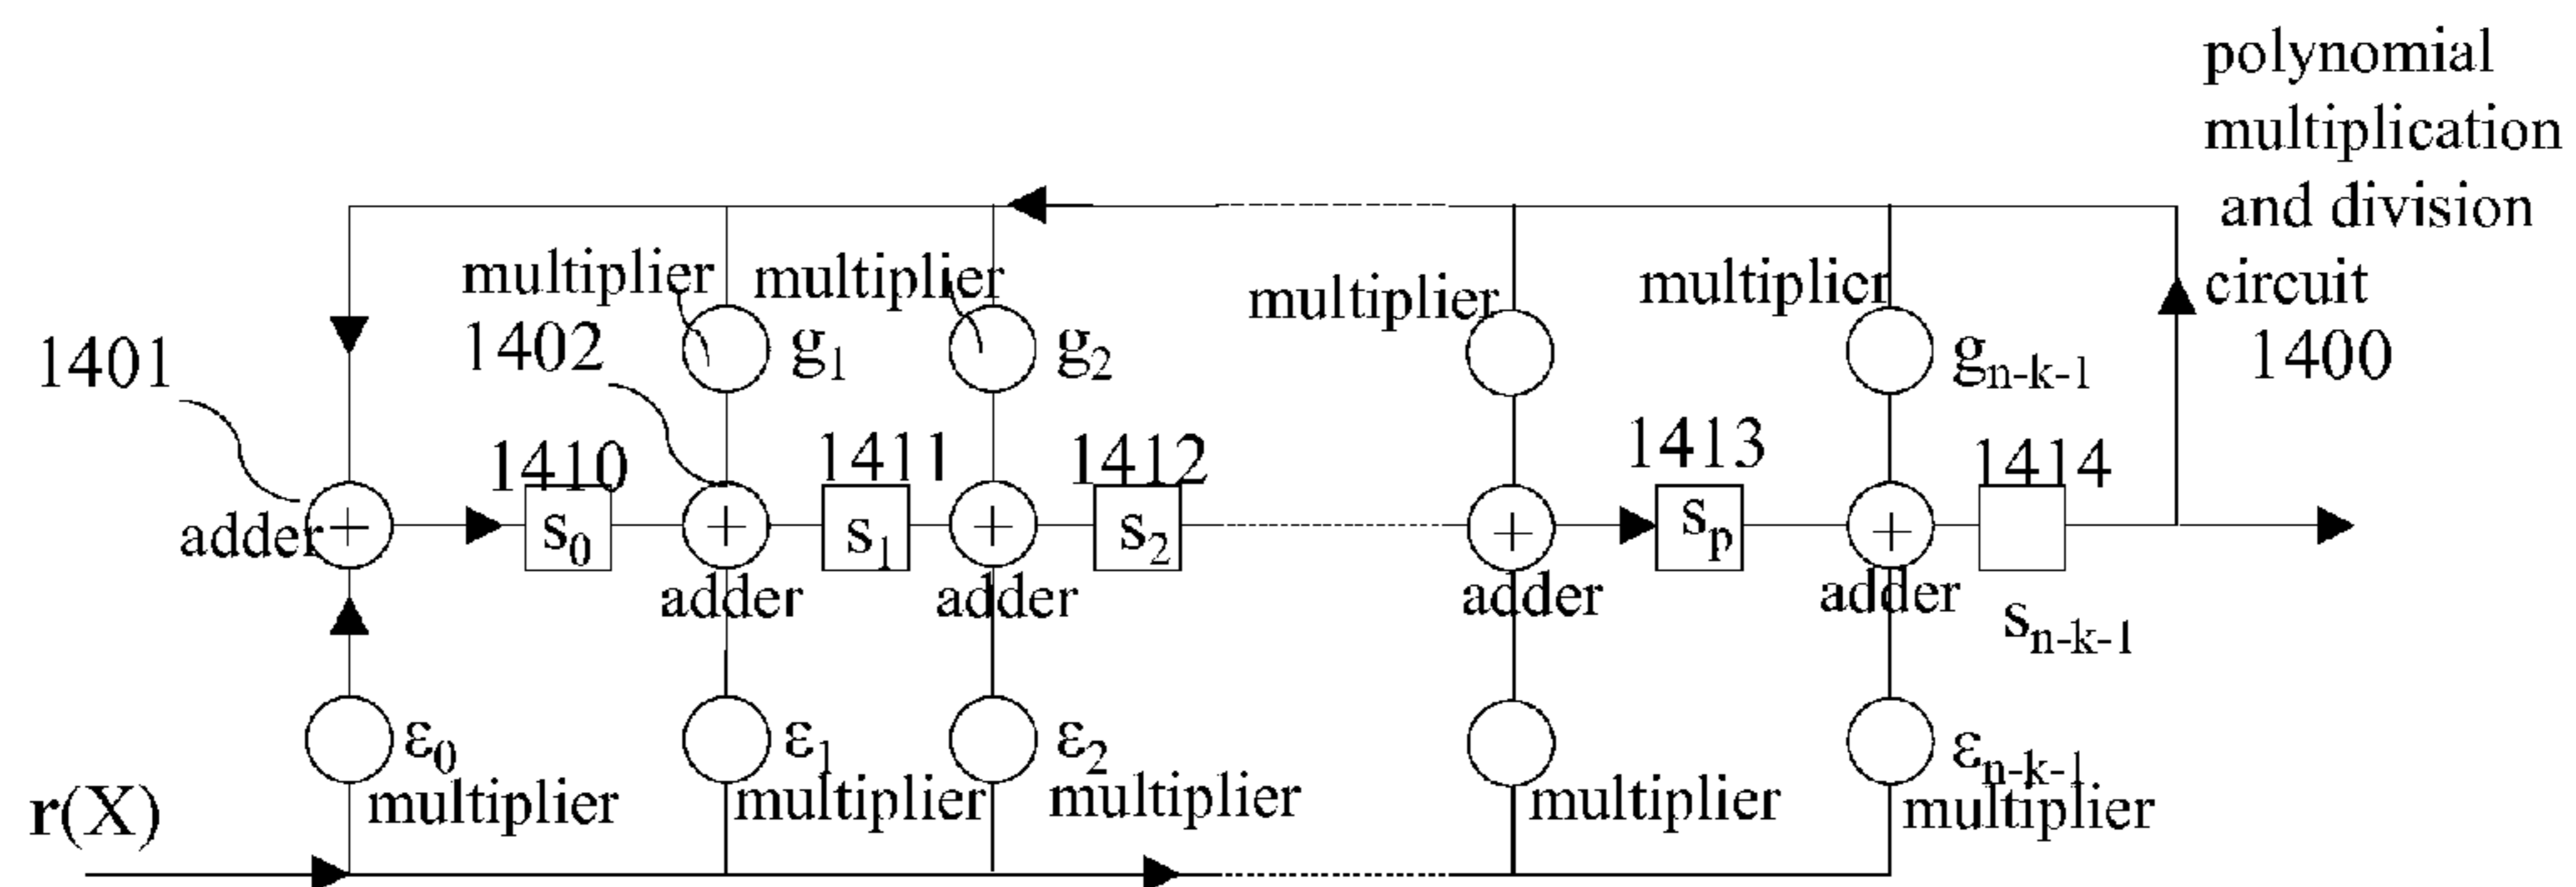 polynomial
multiplication
and division
circuit
1400
multiplier
multiplier
multiplier
multiplier
1401
1402
g1
g2
gn-k-1
1410
1411
1412
1413
1414
adder
+
s0
+
s1
+
s2
+
sp
+
adder
adder
adder
adder
sn-k-1
ε0
ε1
ε2
εn-k-1
multiplier
multiplier
multiplier
multiplier
multiplier
r(X)